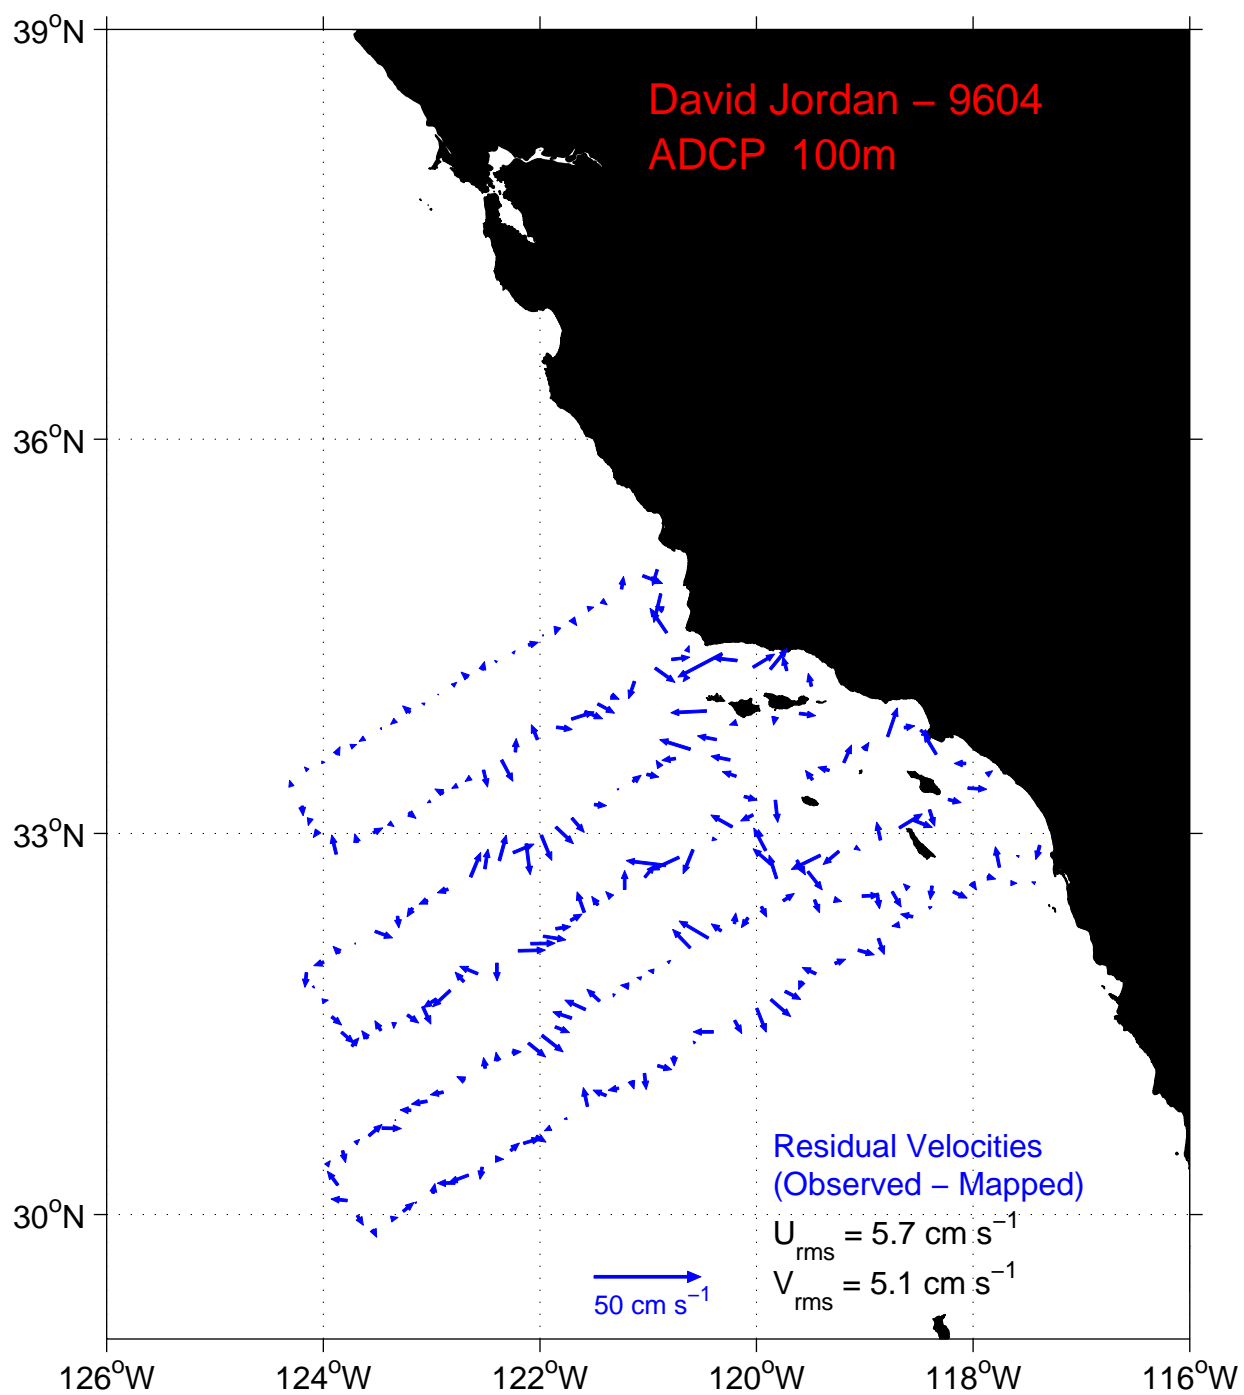 39°N
David Jordan – 9604
ADCP 100m
36°N
33°N
Residual Velocities
(Observed – Mapped)
30°N
U_rms = 5.7 cm s⁻¹
V_rms = 5.1 cm s⁻¹
50 cm s⁻¹
126°W 124°W 122°W 120°W 118°W 116°W